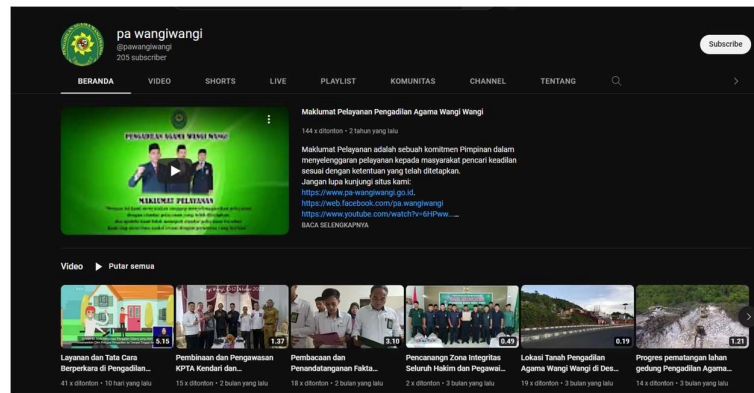 pa wangiwangi
@pawangiwangi
205 subscriber
Subscribe
BERANDA VIDEO SHORTS LIVE PLAYLIST KOMUNITAS CHANNEL TENTANG
PENGADILAN AGAMA WANGI WANGI
MAKLUMAT PELAYANAN
Maklumat Pelayanan Pengadilan Agama Wangi Wangi
144 x ditonton • 2 tahun yang lalu
Maklumat Pelayanan adalah sebuah komitmen Pimpinan dalam
menyelenggaran pelayanan kepada masyarakat pencari keadilan
sesuai dengan ketentuan yang telah ditetapkan.
Jangan lupa kunjungi situs kami:
https://www.pa-wangiwangi.go.id.
https://web.facebook.com/pa.wangiwangi
https://www.youtube.com/watch?v=6HPww......
BACA SELENGKAPNYA
Video Putar semua
5.15
1.37
3.10
0.49
0.19
1.21
Layanan dan Tata Cara
Berperkara di Pengadilan...
41 x ditonton • 10 hari yang lalu
Pembinaan dan Pengawasan
KPTA Kendari dan...
15 x ditonton • 2 bulan yang lalu
Pembacaan dan
Penandatanganan Fakta...
18 x ditonton • 2 bulan yang lalu
Pencanangn Zona Integritas
Seluruh Hakim dan Pegawai...
2 x ditonton • 3 bulan yang lalu
Lokasi Tanah Pengadilan
Agama Wangi Wangi di Des...
19 x ditonton • 3 bulan yang lalu
Progres pematangan lahan
gedung Pengadilan Agama...
14 x ditonton • 3 bulan yang lalu